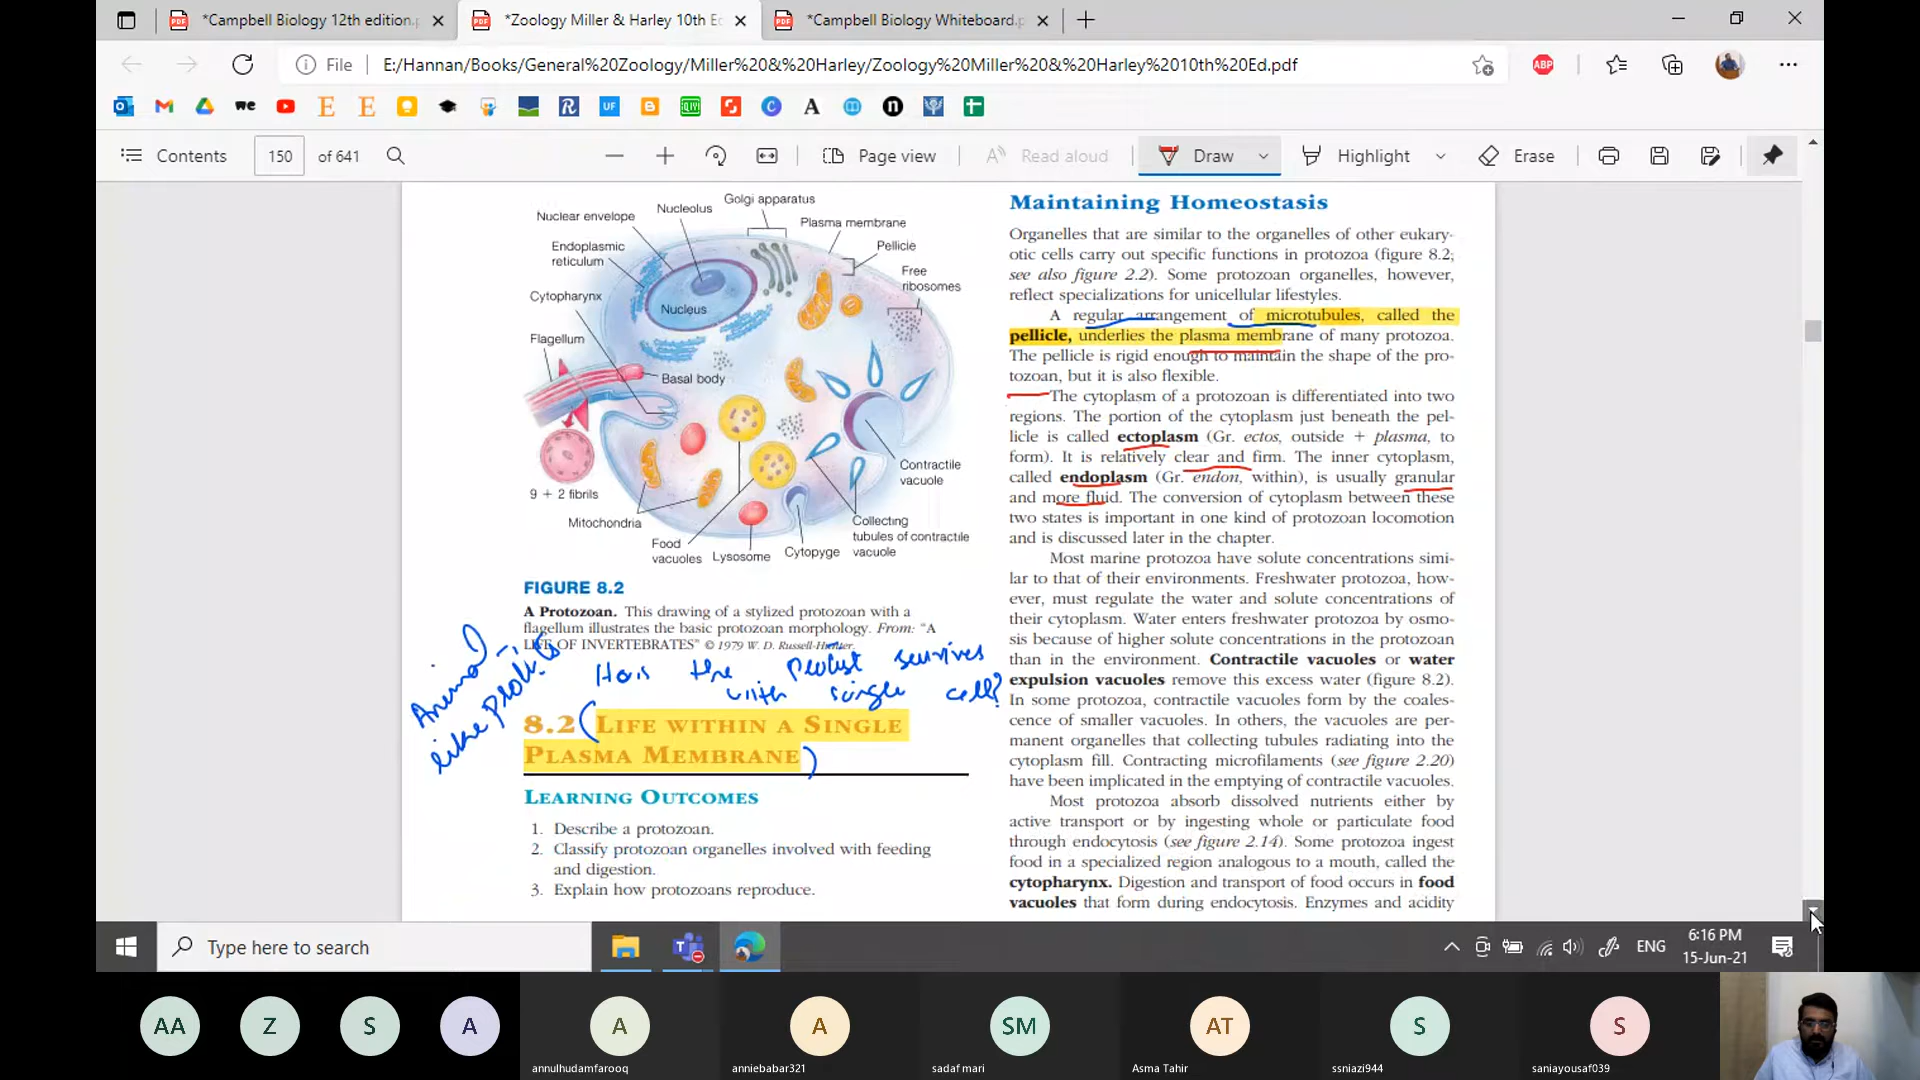 *Campbell Biology 12th edition.p
*Zoology Miller & Harley 10th Ed
*Campbell Biology Whiteboard.p
File
E:/Hannan/Books/General%20Zoology/Miller%20&%20Harley/Zoology%20Miller%20&%20Harley%2010th%20Ed.pdf
ABP
Contents
150 of 641
Page view
Read aloud
Draw
Highlight
Erase
Golgi apparatus
Nucleolus
Nuclear envelope
Plasma membrane
Endoplasmic
reticulum
Pellicle
Free
ribosomes
Cytopharynx
Nucleus
Flagellum
Basal body
Contractile
vacuole
9 + 2 fibrils
Mitochondria
Collecting
tubules of contractile
vacuole
Food
vacuoles
Lysosome
Cytopyge
FIGURE 8.2
A Protozoan. This drawing of a stylized protozoan with a
flagellum illustrates the basic protozoan morphology. From: "A
LIFE OF INVERTEBRATES" © 1979 W. D. Russell-Hunter.
Animal
like protists
How the protist survives
with single cell?
8.2 (LIFE WITHIN A SINGLE
PLASMA MEMBRANE)
LEARNING OUTCOMES
1. Describe a protozoan.
2. Classify protozoan organelles involved with feeding
and digestion.
3. Explain how protozoans reproduce.
Maintaining Homeostasis
Organelles that are similar to the organelles of other eukary-
otic cells carry out specific functions in protozoa (figure 8.2;
see also figure 2.2). Some protozoan organelles, however,
reflect specializations for unicellular lifestyles.
A regular arrangement of microtubules, called the
pellicle, underlies the plasma membrane of many protozoa.
The pellicle is rigid enough to maintain the shape of the pro-
tozoan, but it is also flexible.
The cytoplasm of a protozoan is differentiated into two
regions. The portion of the cytoplasm just beneath the pel-
licle is called ectoplasm (Gr. ectos, outside + plasma, to
form). It is relatively clear and firm. The inner cytoplasm,
called endoplasm (Gr. endon, within), is usually granular
and more fluid. The conversion of cytoplasm between these
two states is important in one kind of protozoan locomotion
and is discussed later in the chapter.
Most marine protozoa have solute concentrations simi-
lar to that of their environments. Freshwater protozoa, how-
ever, must regulate the water and solute concentrations of
their cytoplasm. Water enters freshwater protozoa by osmo-
sis because of higher solute concentrations in the protozoan
than in the environment. Contractile vacuoles or water
expulsion vacuoles remove this excess water (figure 8.2).
In some protozoa, contractile vacuoles form by the coales-
cence of smaller vacuoles. In others, the vacuoles are per-
manent organelles that collecting tubules radiating into the
cytoplasm fill. Contracting microfilaments (see figure 2.20)
have been implicated in the emptying of contractile vacuoles.
Most protozoa absorb dissolved nutrients either by
active transport or by ingesting whole or particulate food
through endocytosis (see figure 2.14). Some protozoa ingest
food in a specialized region analogous to a mouth, called the
cytopharynx. Digestion and transport of food occurs in food
vacuoles that form during endocytosis. Enzymes and acidity
Type here to search
ENG
6:16 PM
15-Jun-21
AA
Z
S
A
A
A
SM
AT
S
S
annulhudamfarooq
anniebabar321
sadaf mari
Asma Tahir
ssniazi944
saniayousaf039